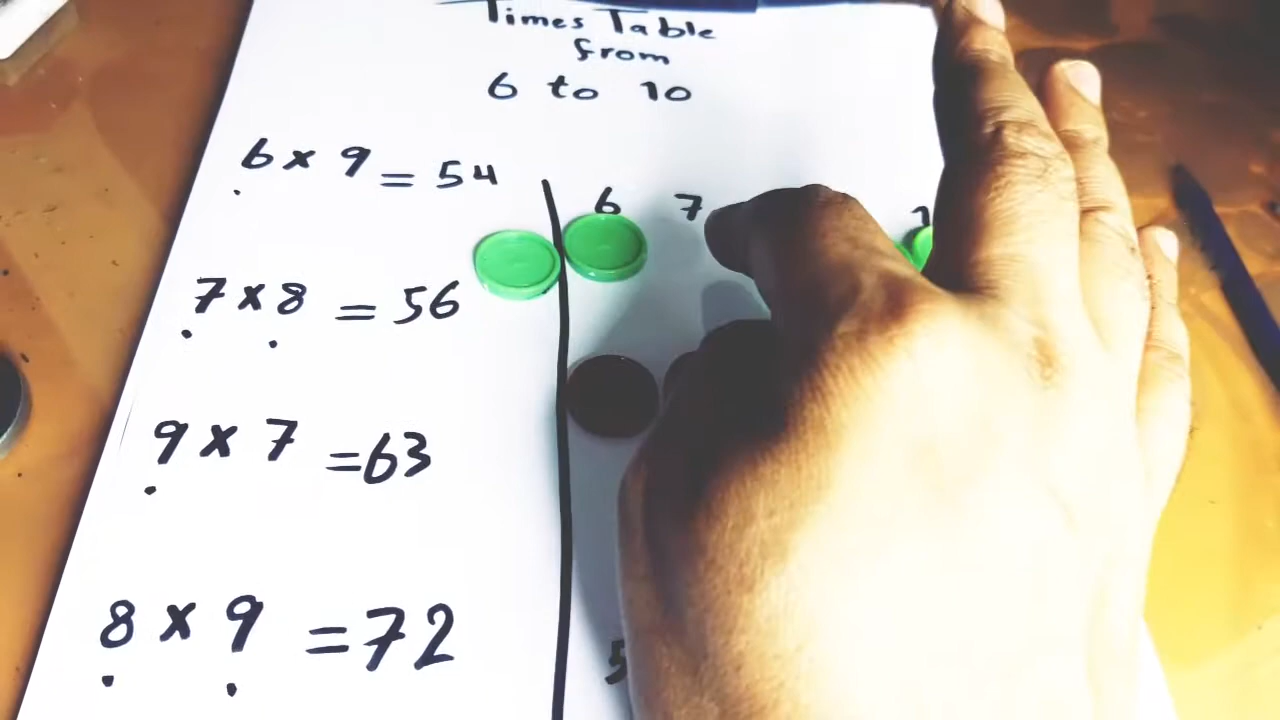 Times Table
from
6 to 10
6 x 9 = 54
6 7
7 x 8 = 56
9 x 7 = 63
8 x 9 = 72
5